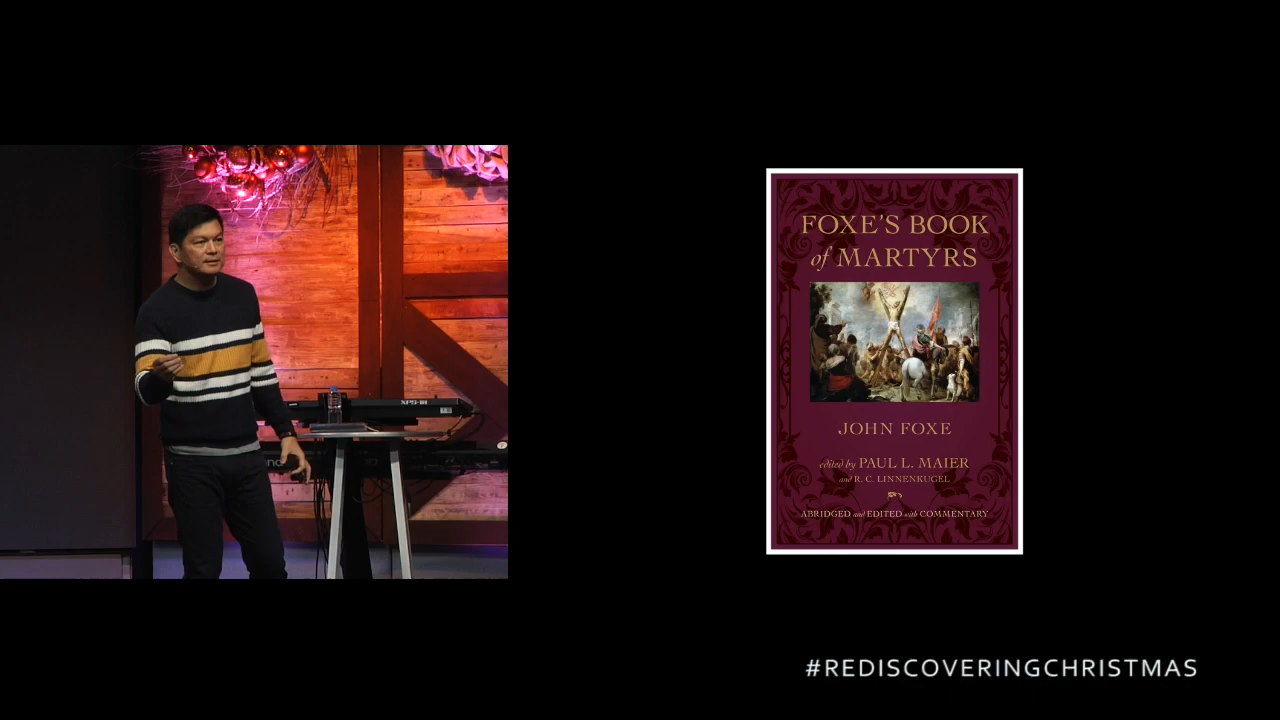 FOXE'S BOOK
of MARTYRS
JOHN FOXE
edited by PAUL L. MAIER
and R. C. LINNENKUGEL
ABRIDGED and EDITED with COMMENTARY
#REDISCOVERINGCHRISTMAS